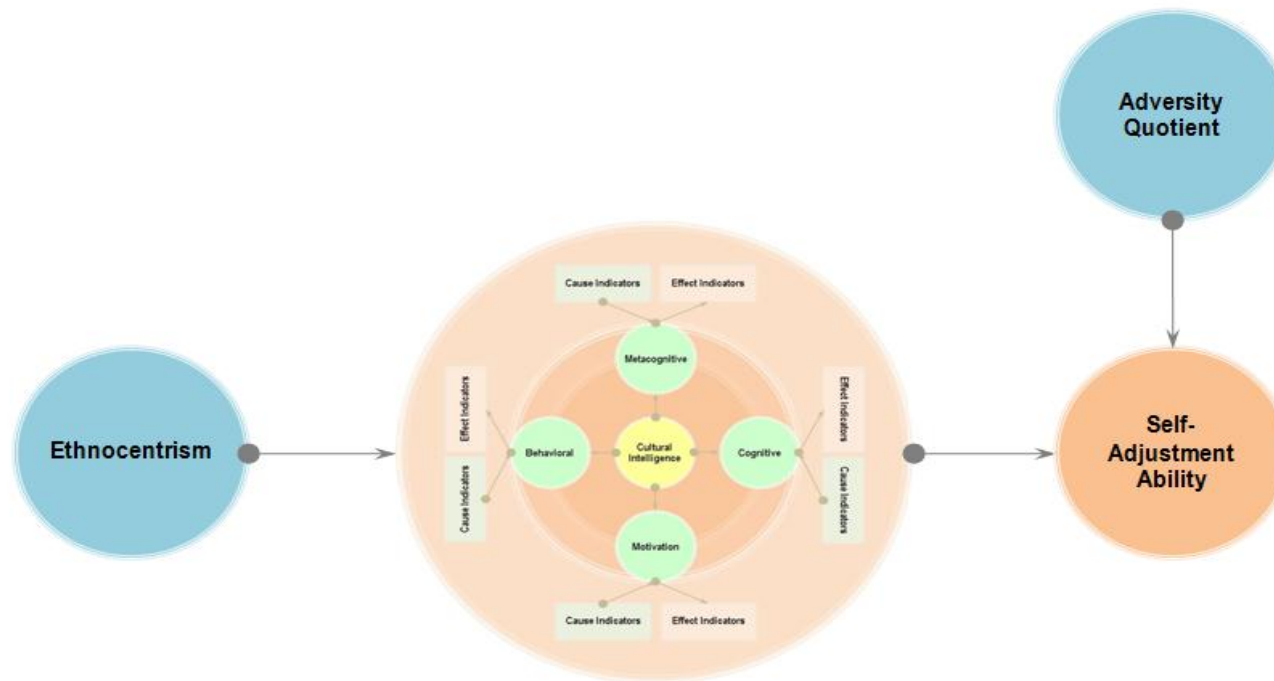 Adversity
Quotient
Cause Indicators
Effect Indicators
Metacognitive
Effect Indicators
Cause Indicators
Behavioral
Cultural
Intelligence
Cognitive
Effect Indicators
Cause Indicators
Motivation
Cause Indicators
Effect Indicators
Ethnocentrism
Self-
Adjustment
Ability